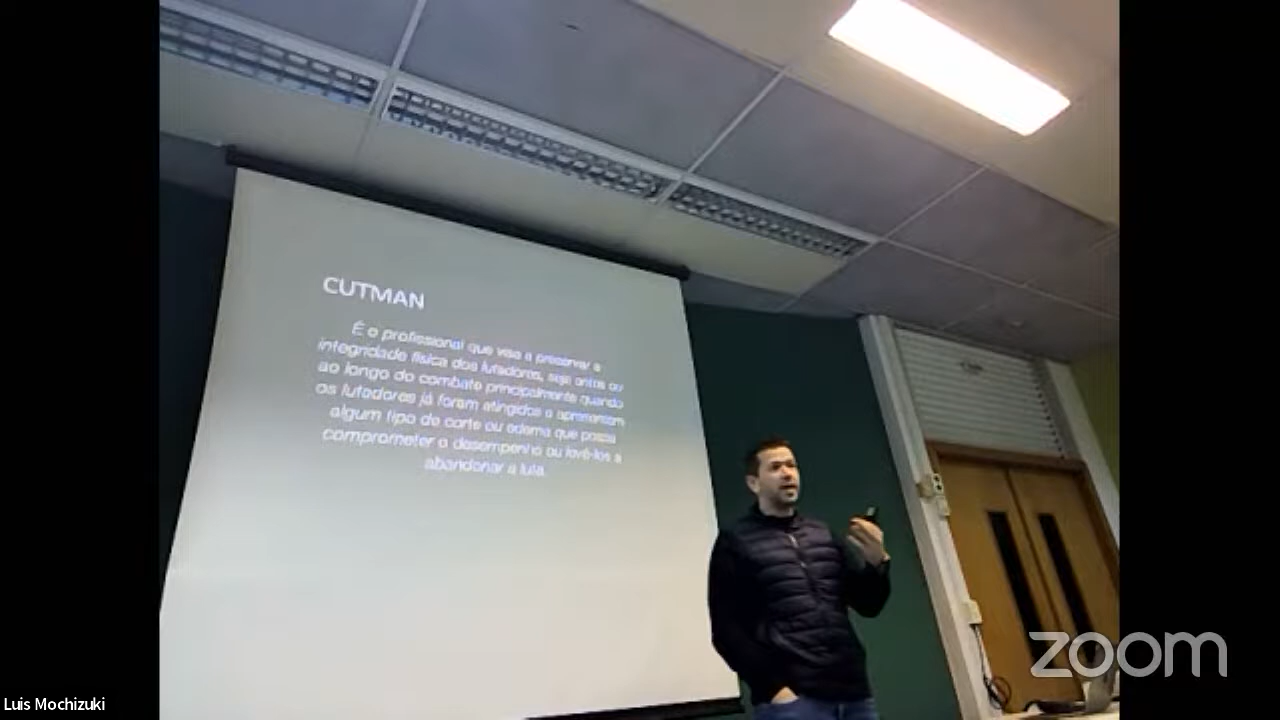 CUTMAN
É o profissional que visa a preservar a
integridade física dos lutadores, seja antes ou
ao longo do combate principalmente quando
os lutadores já foram atingidos e apresentam
algum tipo de corte ou edema que possa
comprometer o desempenho ou levá-los a
abandonar a luta.
zoom
Luis Mochizuki